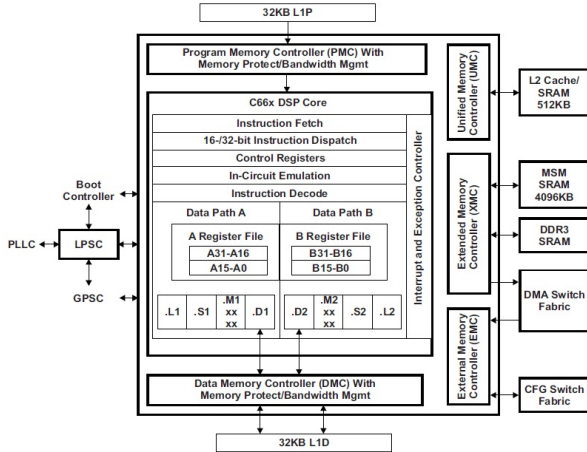 32KB L1P
Program Memory Controller (PMC) With
Memory Protect/Bandwidth Mgmt
C66x DSP Core
Instruction Fetch
16-/32-bit Instruction Dispatch
Control Registers
In-Circuit Emulation
Instruction Decode
Data Path A
Data Path B
A Register File
B Register File
A31-A16
B31-B16
A15-A0
B15-B0
.L1
.S1
.M1
xx
xx
.D1
.D2
.M2
xx
xx
.S2
.L2
Interrupt and Exception Controller
Data Memory Controller (DMC) With
Memory Protect/Bandwidth Mgmt
32KB L1D
Boot
Controller
PLLC
LPSC
GPSC
Unified Memory
Controller (UMC)
Extended Memory
Controller (XMC)
External Memory
Controller (EMC)
L2 Cache/
SRAM
512KB
MSM
SRAM
4096KB
DDR3
SRAM
DMA Switch
Fabric
CFG Switch
Fabric